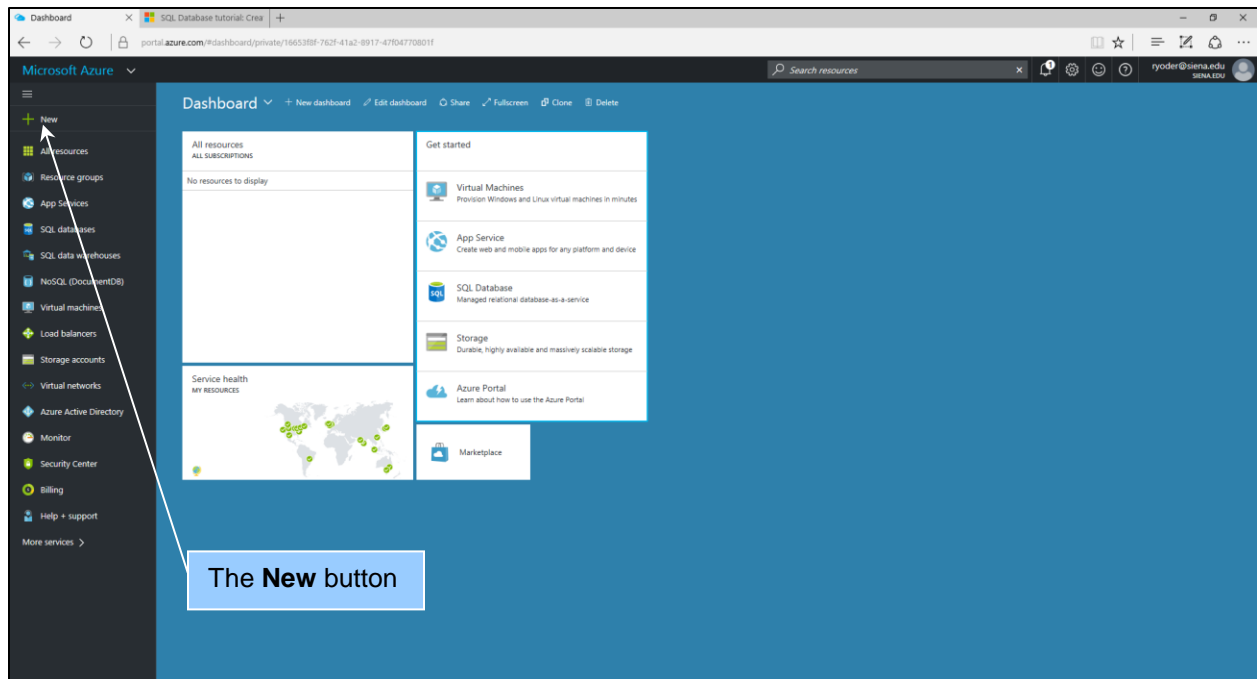 Dashboard
SQL Database tutorial: Crea
portal.azure.com/#dashboard/private/16653f8f-762f-41a2-8917-47f04770801f
Microsoft Azure
Search resources
1
ryoder@siena.edu
SIENA.EDU
New
All resources
Resource groups
App Services
SQL databases
SQL data warehouses
NoSQL (DocumentDB)
Virtual machines
Load balancers
Storage accounts
Virtual networks
Azure Active Directory
Monitor
Security Center
Billing
Help + support
More services
Dashboard
+ New dashboard
Edit dashboard
Share
Fullscreen
Clone
Delete
All resources
ALL SUBSCRIPTIONS
No resources to display
Service health
MY RESOURCES
Get started
Virtual Machines
Provision Windows and Linux virtual machines in minutes
App Service
Create web and mobile apps for any platform and device
SQL
SQL Database
Managed relational database-as-a-service
Storage
Durable, highly available and massively scalable storage
Azure Portal
Learn about how to use the Azure Portal
Marketplace
The New button